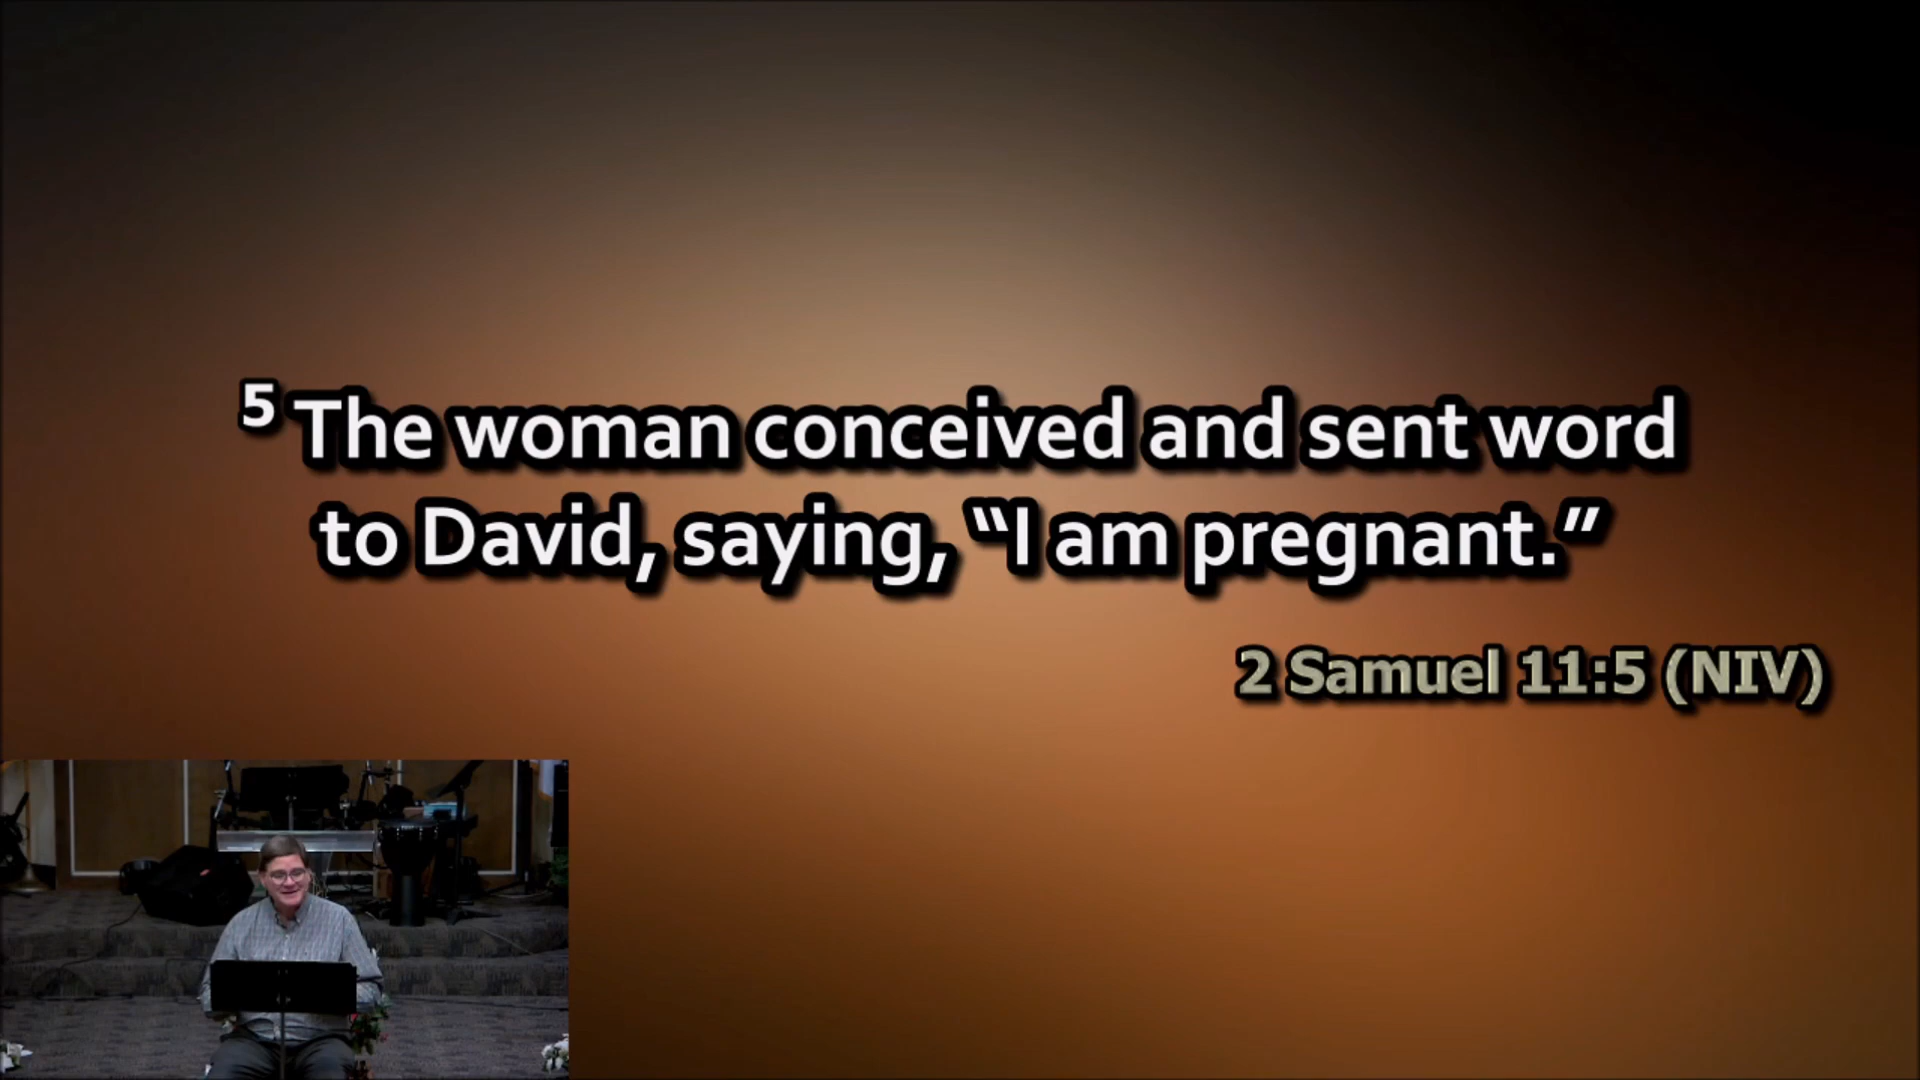 5 The woman conceived and sent word
to David, saying, “I am pregnant.”
2 Samuel 11:5 (NIV)